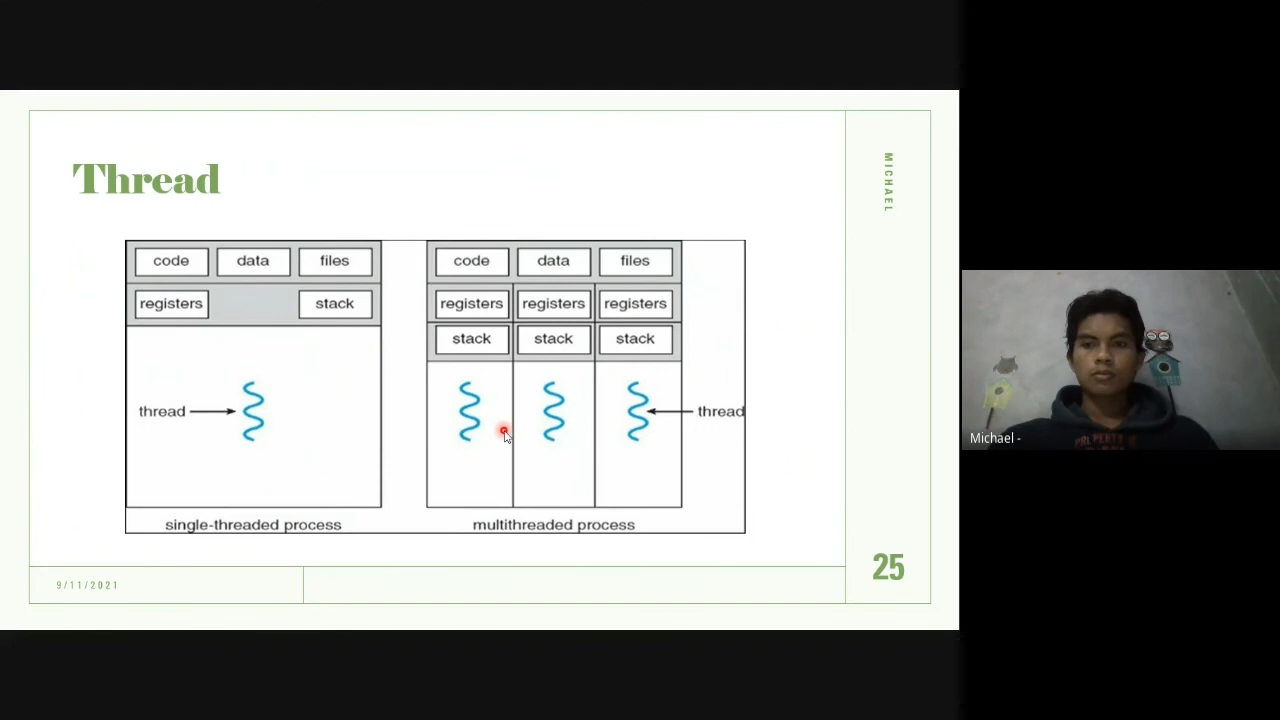 Thread
MICHAEL
code data files
registers stack
thread
single-threaded process
code data files
registers registers registers
stack stack stack
thread
multithreaded process
9/11/2021
25
Michael -
PROPERTY